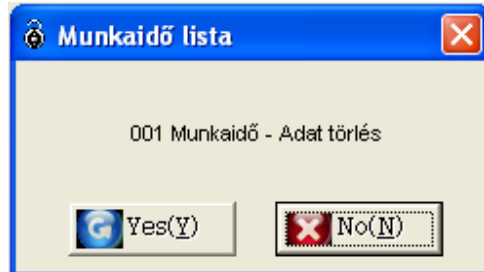 Munkaidő lista
001 Munkaidő - Adat törlés
Yes(Y) No(N)